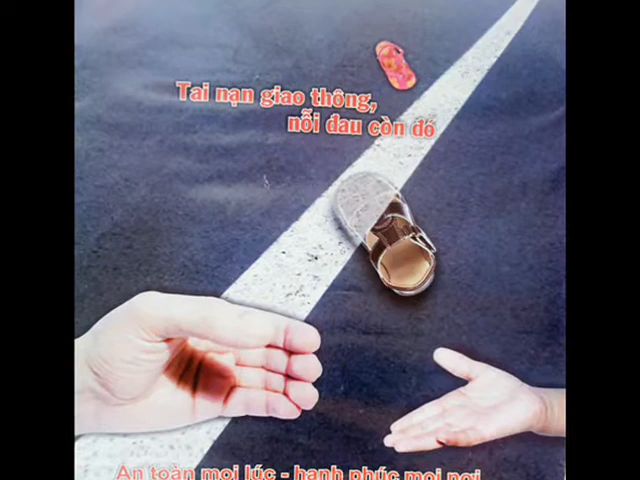 Tai nạn giao thông,
nỗi đau còn đó
An toàn mọi lúc - hạnh phúc mọi nơi